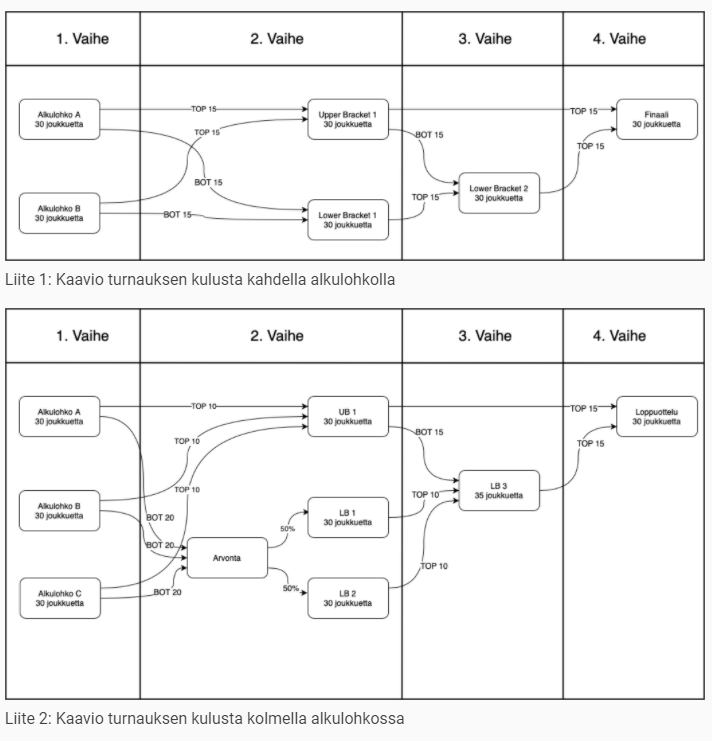 1. Vaihe
2. Vaihe
3. Vaihe
4. Vaihe
Alkulohko A
30 joukkuetta
TOP 15
Upper Bracket 1
30 joukkuetta
TOP 15
Finaali
30 joukkuetta
TOP 15
BOT 15
TOP 15
BOT 15
Lower Bracket 2
30 joukkuetta
TOP 15
Alkulohko B
30 joukkuetta
BOT 15
Lower Bracket 1
30 joukkuetta
Liite 1: Kaavio turnauksen kulusta kahdella alkulohkolla
1. Vaihe
2. Vaihe
3. Vaihe
4. Vaihe
Alkulohko A
30 joukkuetta
TOP 10
UB 1
30 joukkuetta
TOP 15
Loppuottelu
30 joukkuetta
TOP 10
BOT 15
TOP 15
TOP 10
LB 3
35 joukkuetta
TOP 10
Alkulohko B
30 joukkuetta
BOT 20
LB 1
30 joukkuetta
50%
BOT 20
Arvonta
TOP 10
Alkulohko C
30 joukkuetta
BOT 20
50%
LB 2
30 joukkuetta
Liite 2: Kaavio turnauksen kulusta kolmella alkulohkossa